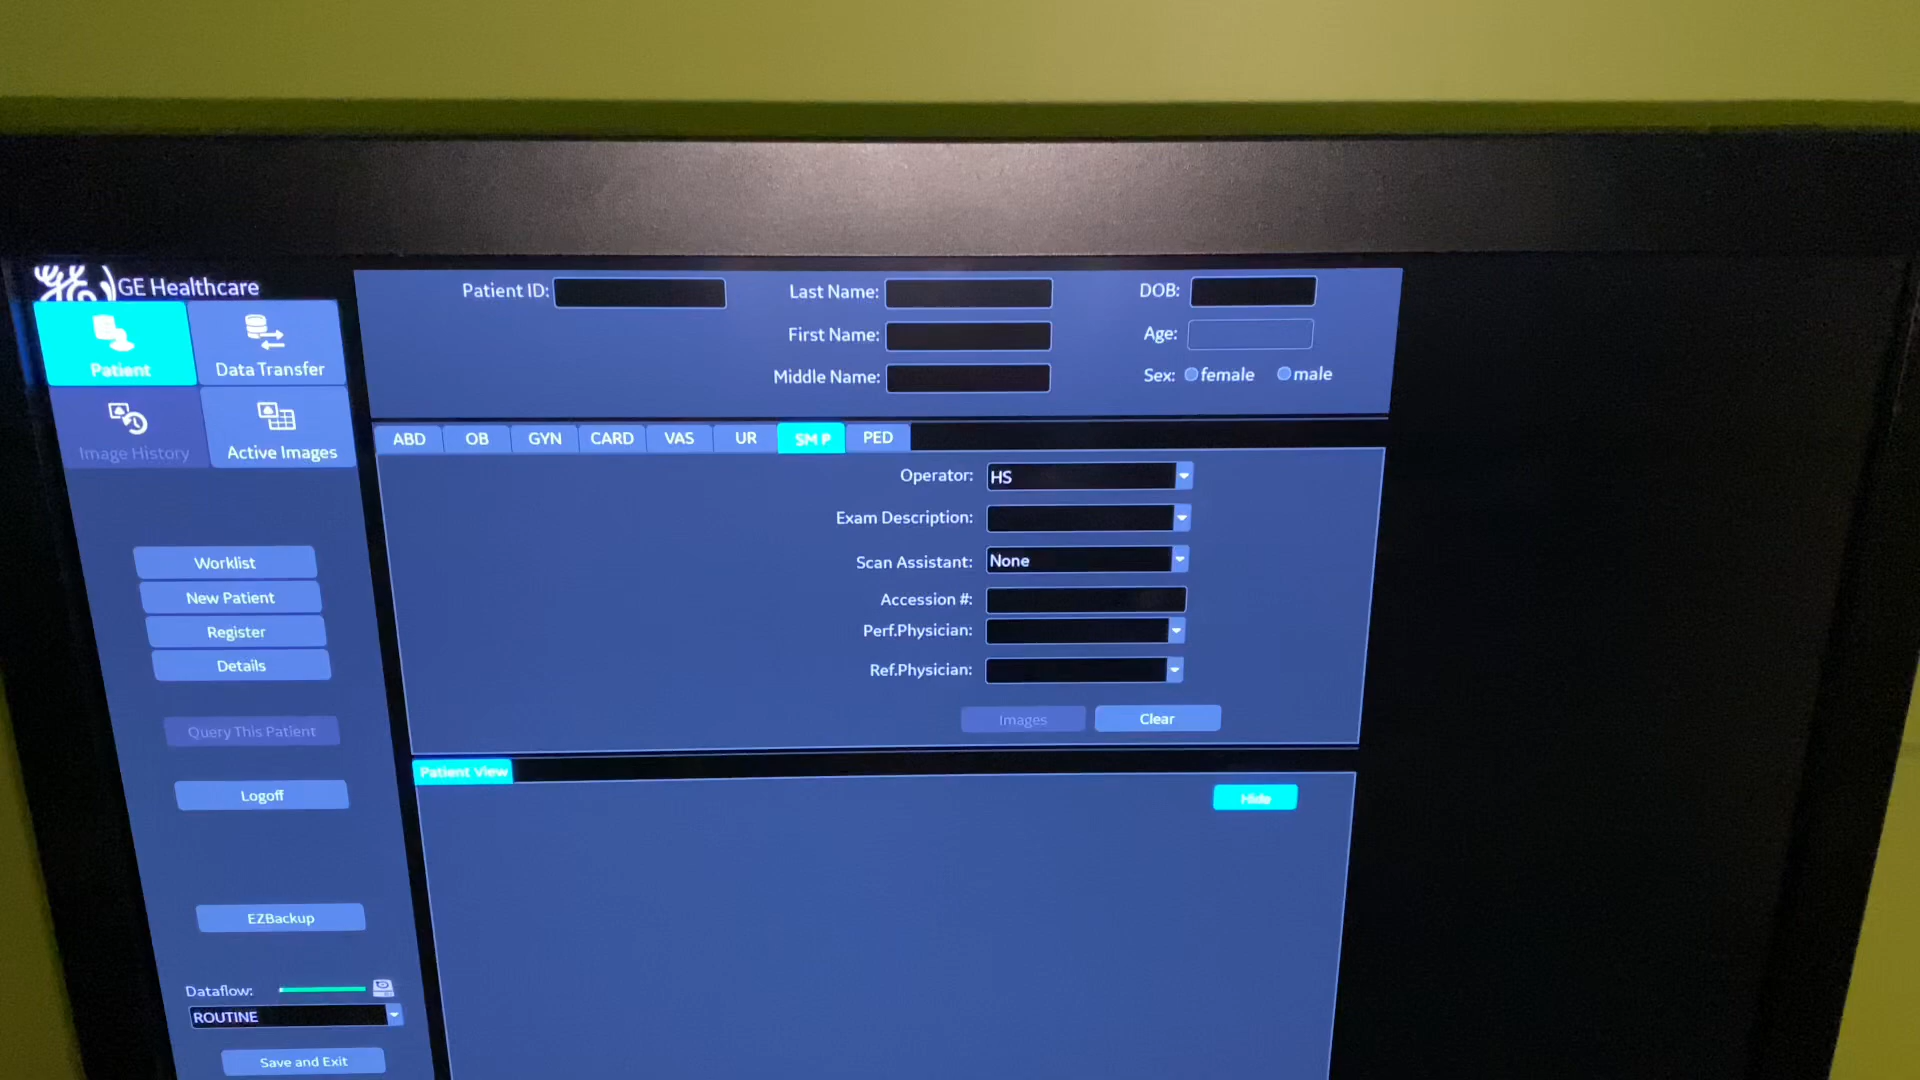 GE Healthcare
Patient
Data Transfer
Image History
Active Images
Patient ID:
Last Name:
DOB:
First Name:
Age:
Middle Name:
Sex: female male
ABD OB GYN CARD VAS UR SM P PED
Operator: HS
Exam Description:
Scan Assistant: None
Accession #:
Perf.Physician:
Ref.Physician:
Images Clear
Worklist
New Patient
Register
Details
Query This Patient
Logoff
EZBackup
Dataflow:
ROUTINE
Save and Exit
Patient View
Hide